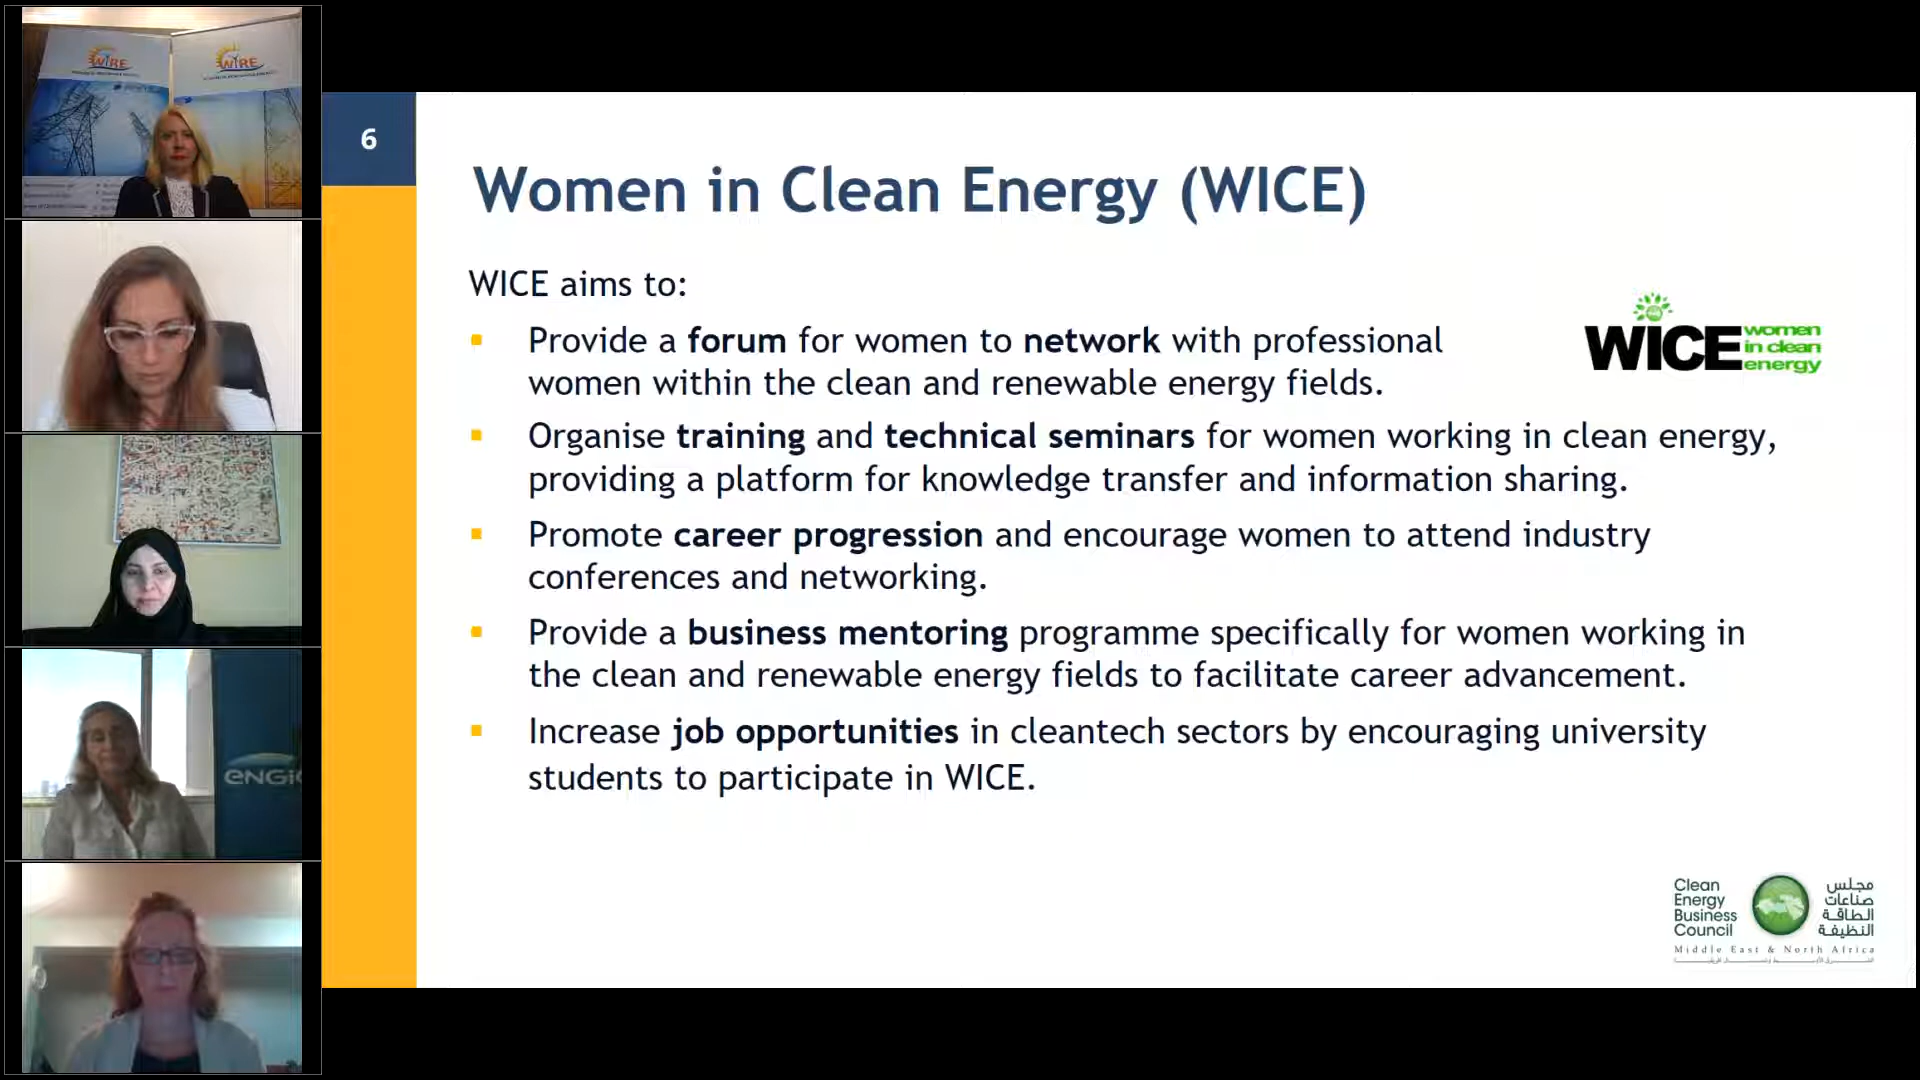 WIRE
WIRE
6
Women in Clean Energy (WICE)
WICE aims to:
Provide a forum for women to network with professional
women within the clean and renewable energy fields.
WICE women
in clean
energy
Organise training and technical seminars for women working in clean energy,
providing a platform for knowledge transfer and information sharing.
Promote career progression and encourage women to attend industry
conferences and networking.
Provide a business mentoring programme specifically for women working in
the clean and renewable energy fields to facilitate career advancement.
Increase job opportunities in cleantech sectors by encouraging university
students to participate in WICE.
ENGI
Clean
Energy
Business
Council
مجلس
صناعات
الطاقة
النظيفة
Middle East & North Africa